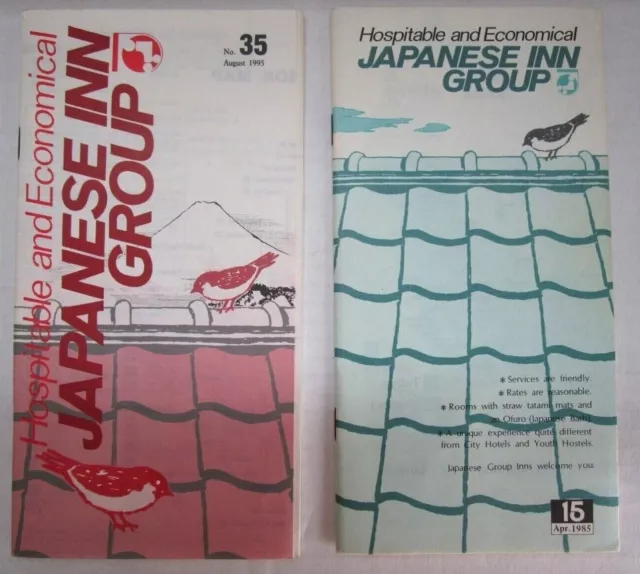 Hospitable and Economical
JAPANESE INN
GROUP
No. 35
August 1995
Hospitable and Economical
JAPANESE INN
GROUP
* Services are friendly.
* Rates are reasonable.
* Rooms with straw tatami mats and
an Ofuro (Japanese bath)
* A unique experience quite different
from City Hotels and Youth Hostels.
Japanese Group Inns welcome you.
15
Apr. 1985